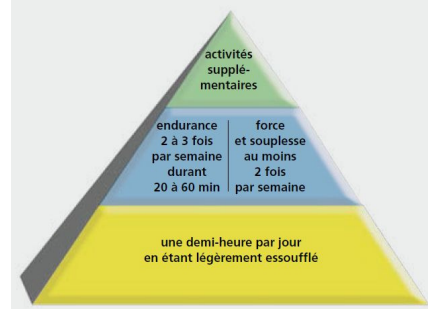 activités
supplé-
mentaires
endurance
2 à 3 fois
par semaine
durant
20 à 60 min
force
et souplesse
au moins
2 fois
par semaine
une demi-heure par jour
en étant légèrement essoufflé